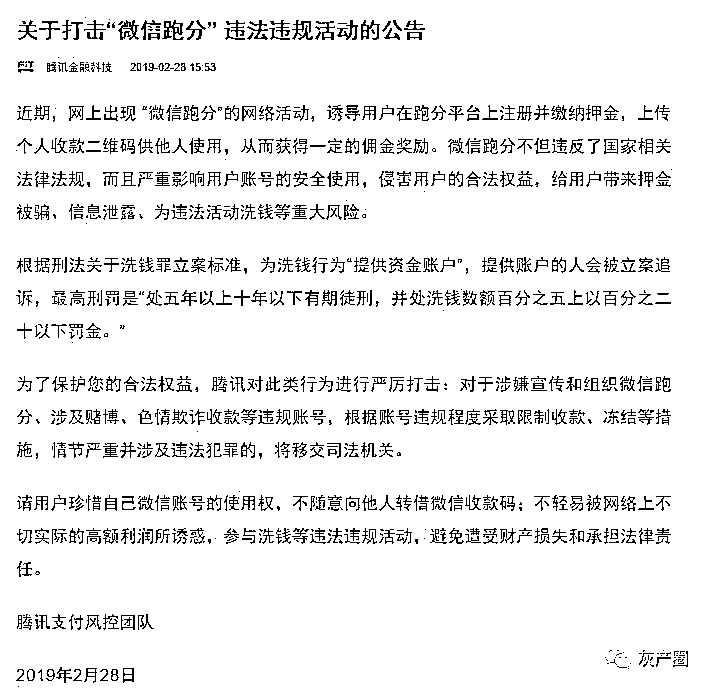 关于打击“微信跑分” 违法违规活动的公告
FiT 腾讯金融科技 2019-02-28 15:53
近期，网上出现 “微信跑分”的网络活动，诱导用户在跑分平台上注册并缴纳押金，上传
个人收款二维码供他人使用，从而获得一定的佣金奖励。微信跑分不但违反了国家相关
法律法规，而且严重影响用户账号的安全使用，侵害用户的合法权益，给用户带来押金
被骗、信息泄露、为违法活动洗钱等重大风险。
根据刑法关于洗钱罪立案标准，为洗钱行为“提供资金账户”，提供账户的人会被立案追
诉，最高刑罚是“处五年以上十年以下有期徒刑，并处洗钱数额百分之五上以百分之二
十以下罚金。”
为了保护您的合法权益，腾讯对此类行为进行严厉打击：对于涉嫌宣传和组织微信跑
分、涉及赌博、色情欺诈收款等违规账号，根据账号违规程度采取限制收款、冻结等措
施，情节严重并涉及违法犯罪的，将移交司法机关。
请用户珍惜自己微信账号的使用权，不随意向他人转借微信收款码；不轻易被网络上不
切实际的高额利润所诱惑，参与洗钱等违法违规活动，避免遭受财产损失和承担法律责
任。
腾讯支付风控团队
2019年2月28日
灰产圈